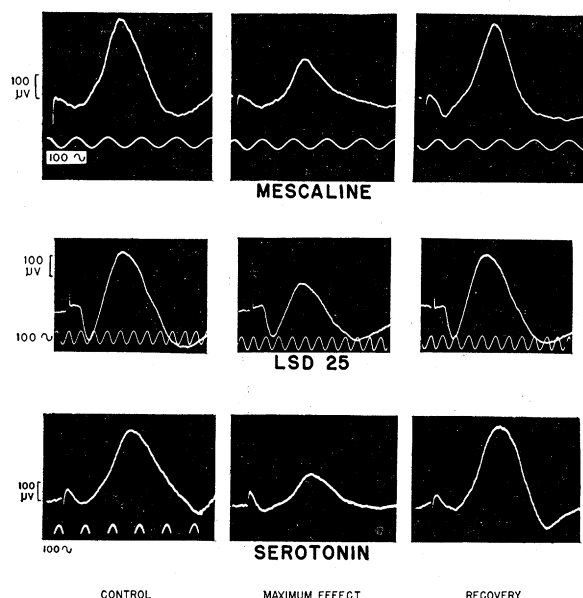 100
μV
100 ∿
MESCALINE
100
μV
100 ∿
LSD 25
100
μV
100 ∿
SEROTONIN
CONTROL MAXIMUM EFFECT RECOVERY